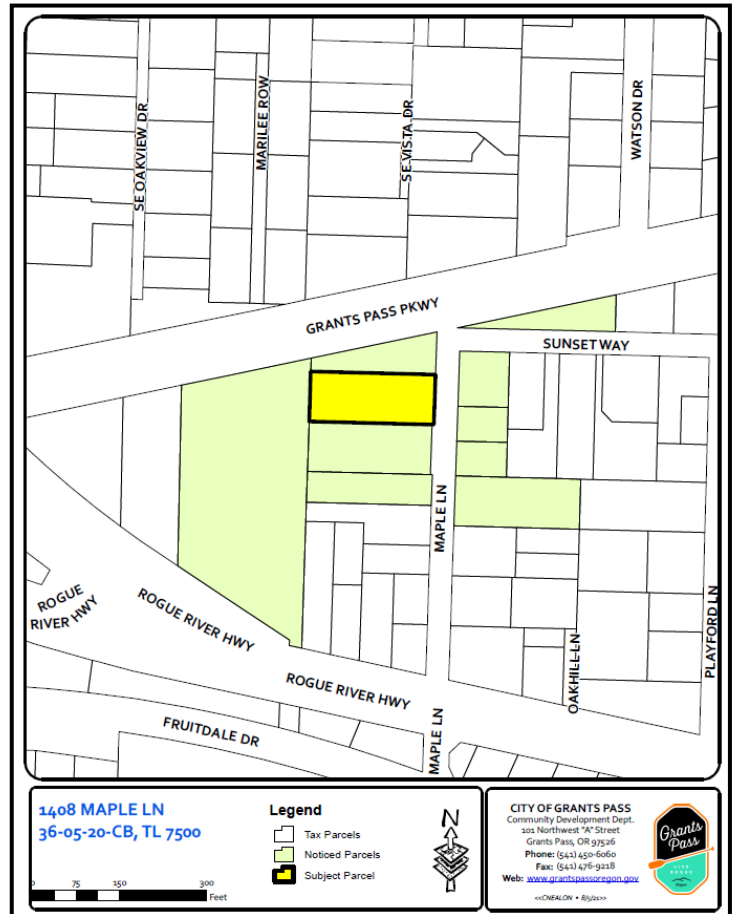 SE OAKVIEW DR
MARILEE ROW
SE VISTA DR
WATSON DR
GRANTS PASS PKWY
SUNSET WAY
MAPLE LN
ROGUE
RIVER HWY
ROGUE RIVER HWY
ROGUE RIVER HWY
OAKHILL LN
PLAYFORD LN
FRUITDALE DR
MAPLE LN
1408 MAPLE LN
36-05-20-CB, TL 7500
0 75 150 300
Feet
Legend
Tax Parcels
Noticed Parcels
Subject Parcel
N
CITY OF GRANTS PASS
Community Development Dept.
101 Northwest "A" Street
Grants Pass, OR 97526
Phone: (541) 450-6060
Fax: (541) 476-9218
Web: www.grantspassoregon.gov
<<CNEALON • 8/5/21>>
Grants
Pass